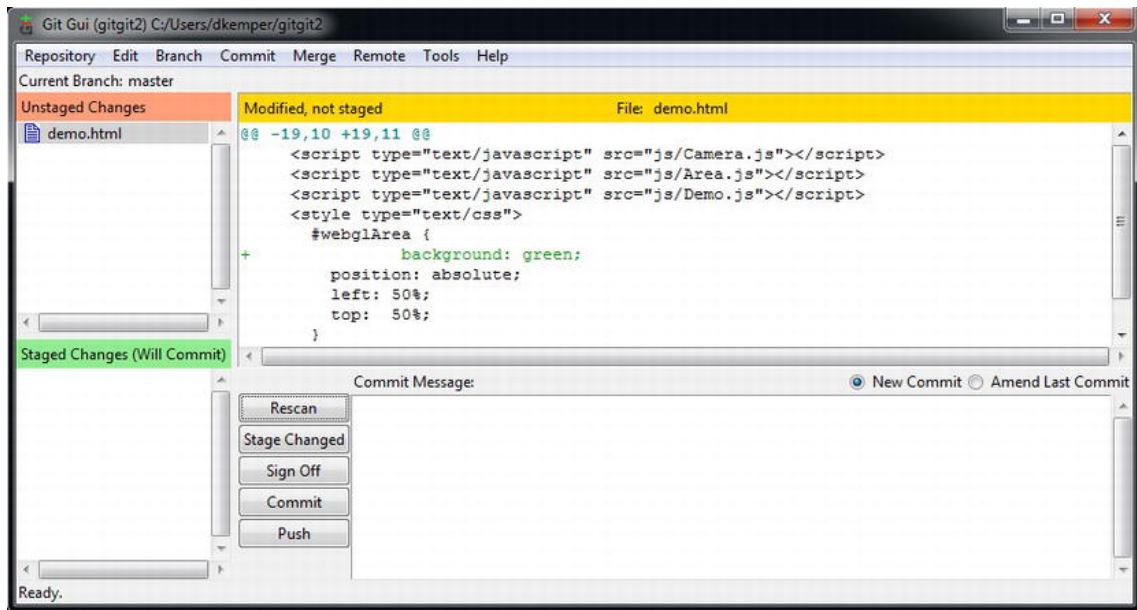 Git Gui (gitgit2) C:/Users/dkemper/gitgit2
Repository Edit Branch Commit Merge Remote Tools Help
Current Branch: master
Unstaged Changes
demo.html
Modified, not staged File: demo.html
@@ -19,10 +19,11 @@
<script type="text/javascript" src="js/Camera.js"></script>
<script type="text/javascript" src="js/Area.js"></script>
<script type="text/javascript" src="js/Demo.js"></script>
<style type="text/css">
#webglArea {
+ background: green;
position: absolute;
left: 50%;
top: 50%;
}
Staged Changes (Will Commit)
Commit Message:
New Commit
Amend Last Commit
Rescan
Stage Changed
Sign Off
Commit
Push
Ready.